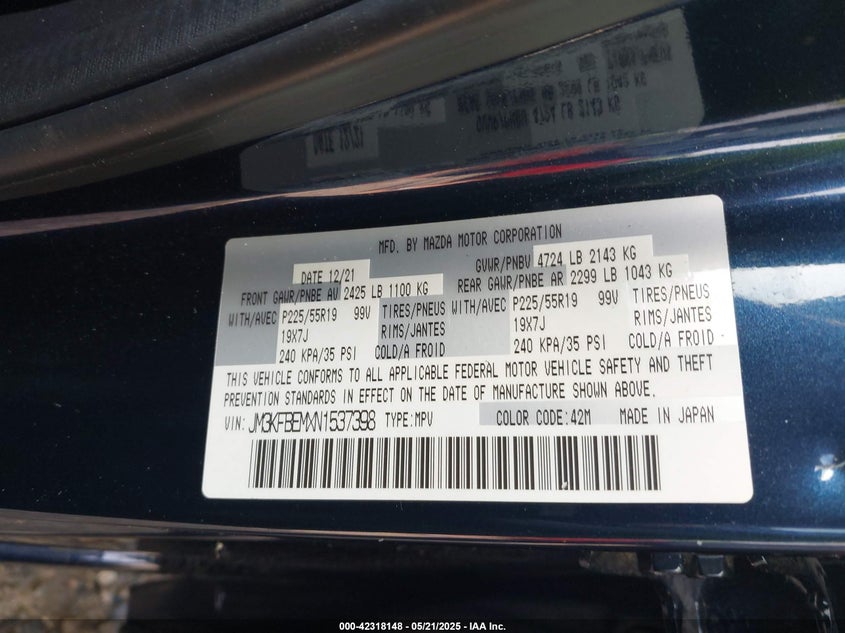 MFD. BY MAZDA MOTOR CORPORATION
DATE 12/21 GVWR/PNBV 4724 LB 2143 KG
FRONT GAWR/PNBE AV 2425 LB 1100 KG REAR GAWR/PNBE AR 2299 LB 1043 KG
WITH/AVEC P225/55R19 99V TIRES/PNEUS WITH/AVEC P225/55R19 99V TIRES/PNEUS
19X7J RIMS/JANTES 19X7J RIMS/JANTES
240 KPA/35 PSI COLD/A FROID 240 KPA/35 PSI COLD/A FROID
THIS VEHICLE CONFORMS TO ALL APPLICABLE FEDERAL MOTOR VEHICLE SAFETY AND THEFT
PREVENTION STANDARDS IN EFFECT ON THE DATE OF MANUFACTURE SHOWN ABOVE.
VIN: JM3KFBEMXN1537398 TYPE:MPV COLOR CODE:42M MADE IN JAPAN
000-42318148 - 05/21/2025 - IAA Inc.